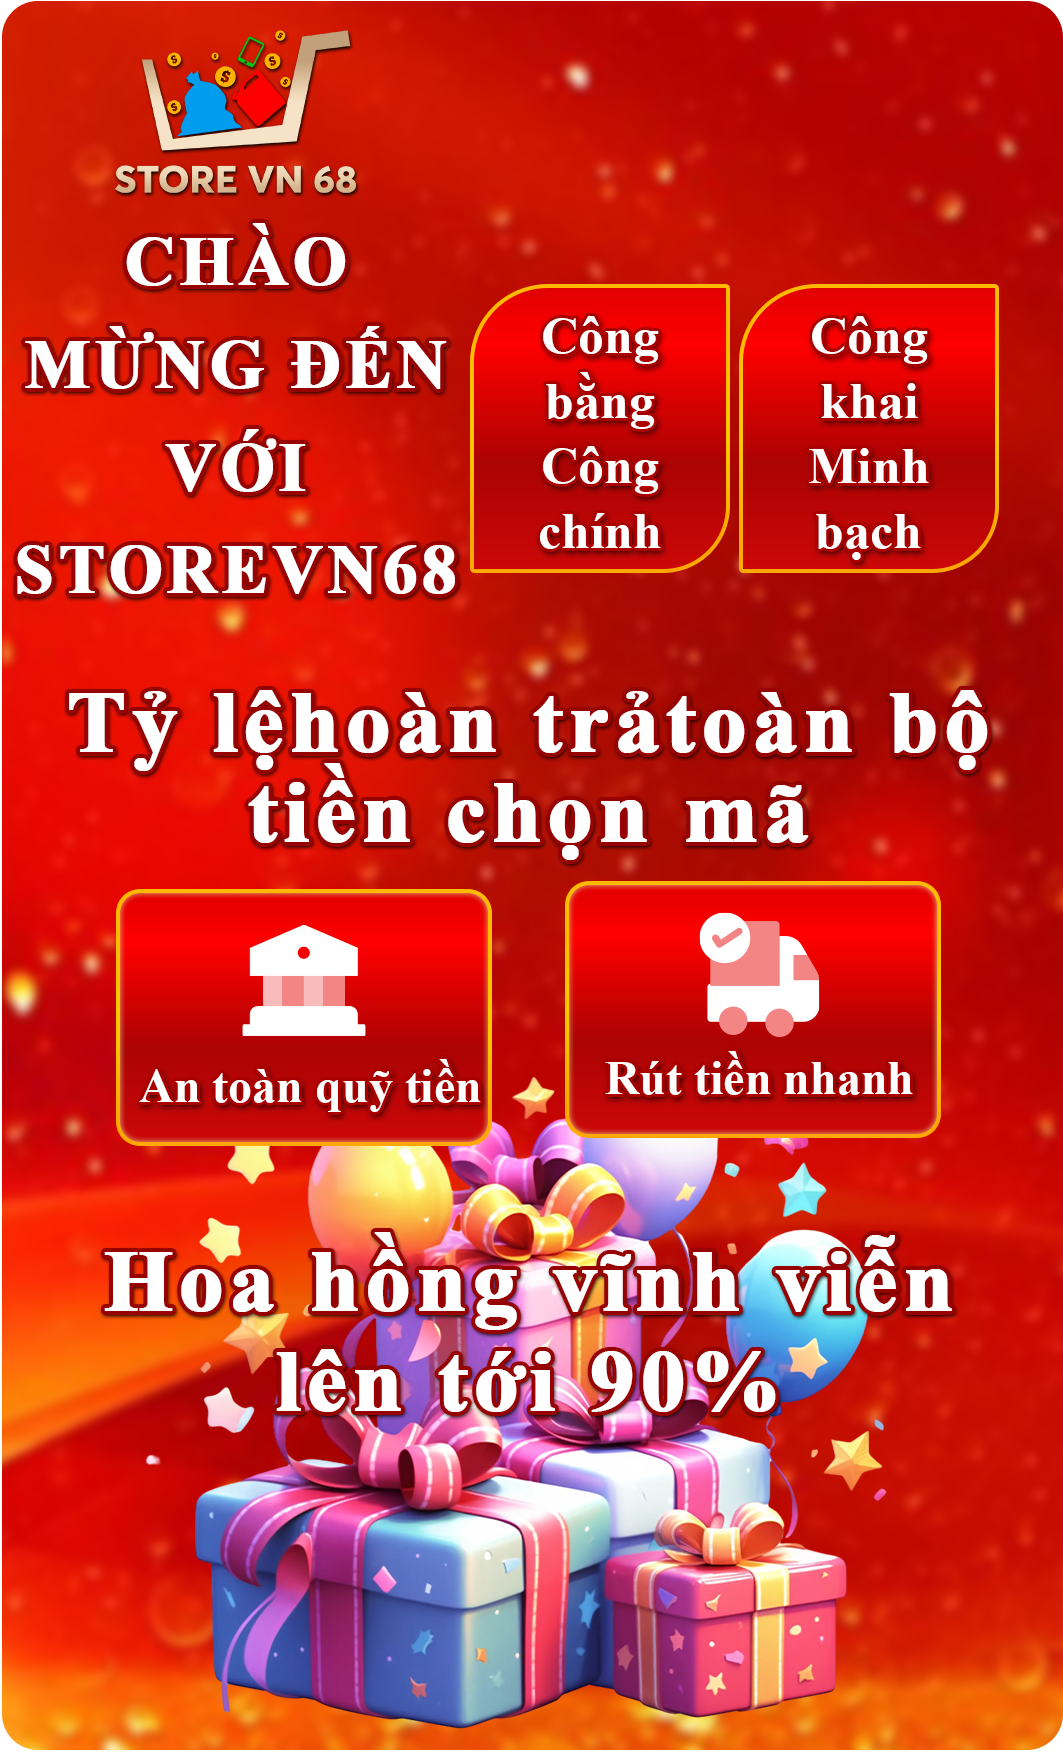 STORE VN 68
CHÀO
MỪNG ĐẾN
VỚI
STOREVN68
Công
bằng
Công
chính
Công
khai
Minh
bạch
Tỷ lệhoàn trảtoàn bộ
tiền chọn mã
An toàn quỹ tiền
Rút tiền nhanh
Hoa hồng vĩnh viễn
lên tới 90%